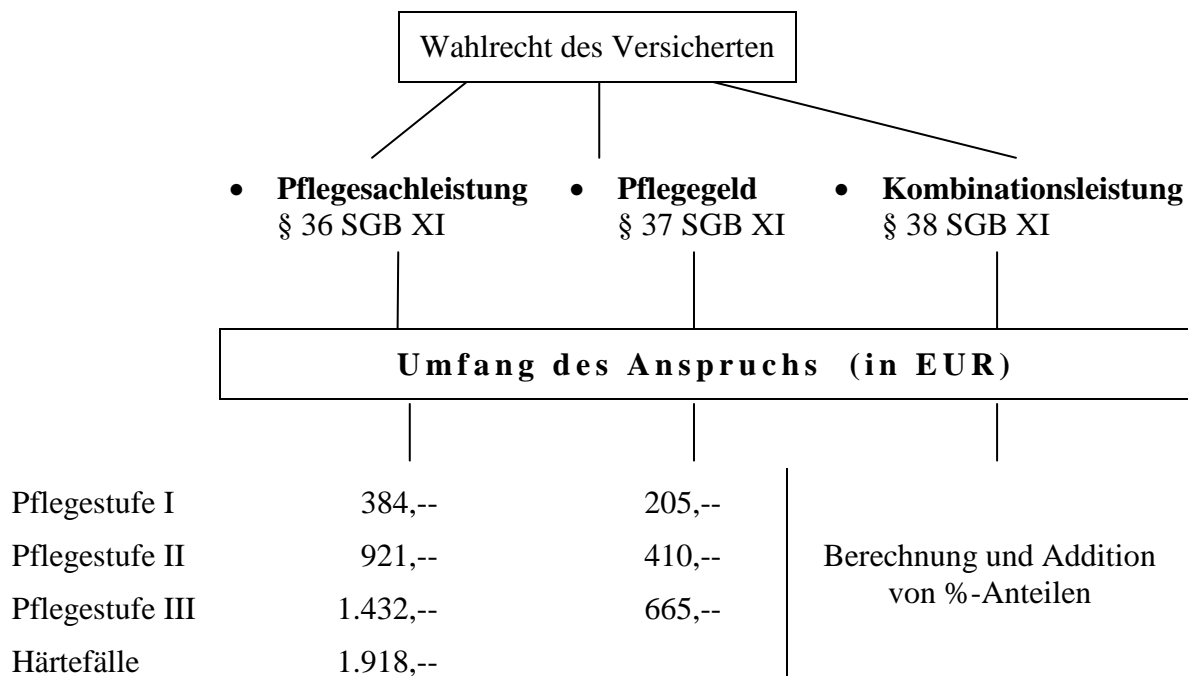 Wahlrecht des Versicherten
• Pflegesachleistung • Pflegegeld • Kombinationsleistung
§ 36 SGB XI § 37 SGB XI § 38 SGB XI
Umfang des Anspruchs (in EUR)
Pflegestufe I 384,-- 205,--
Pflegestufe II 921,-- 410,-- Berechnung und Addition
von %-Anteilen
Pflegestufe III 1.432,-- 665,--
Härtefälle 1.918,--